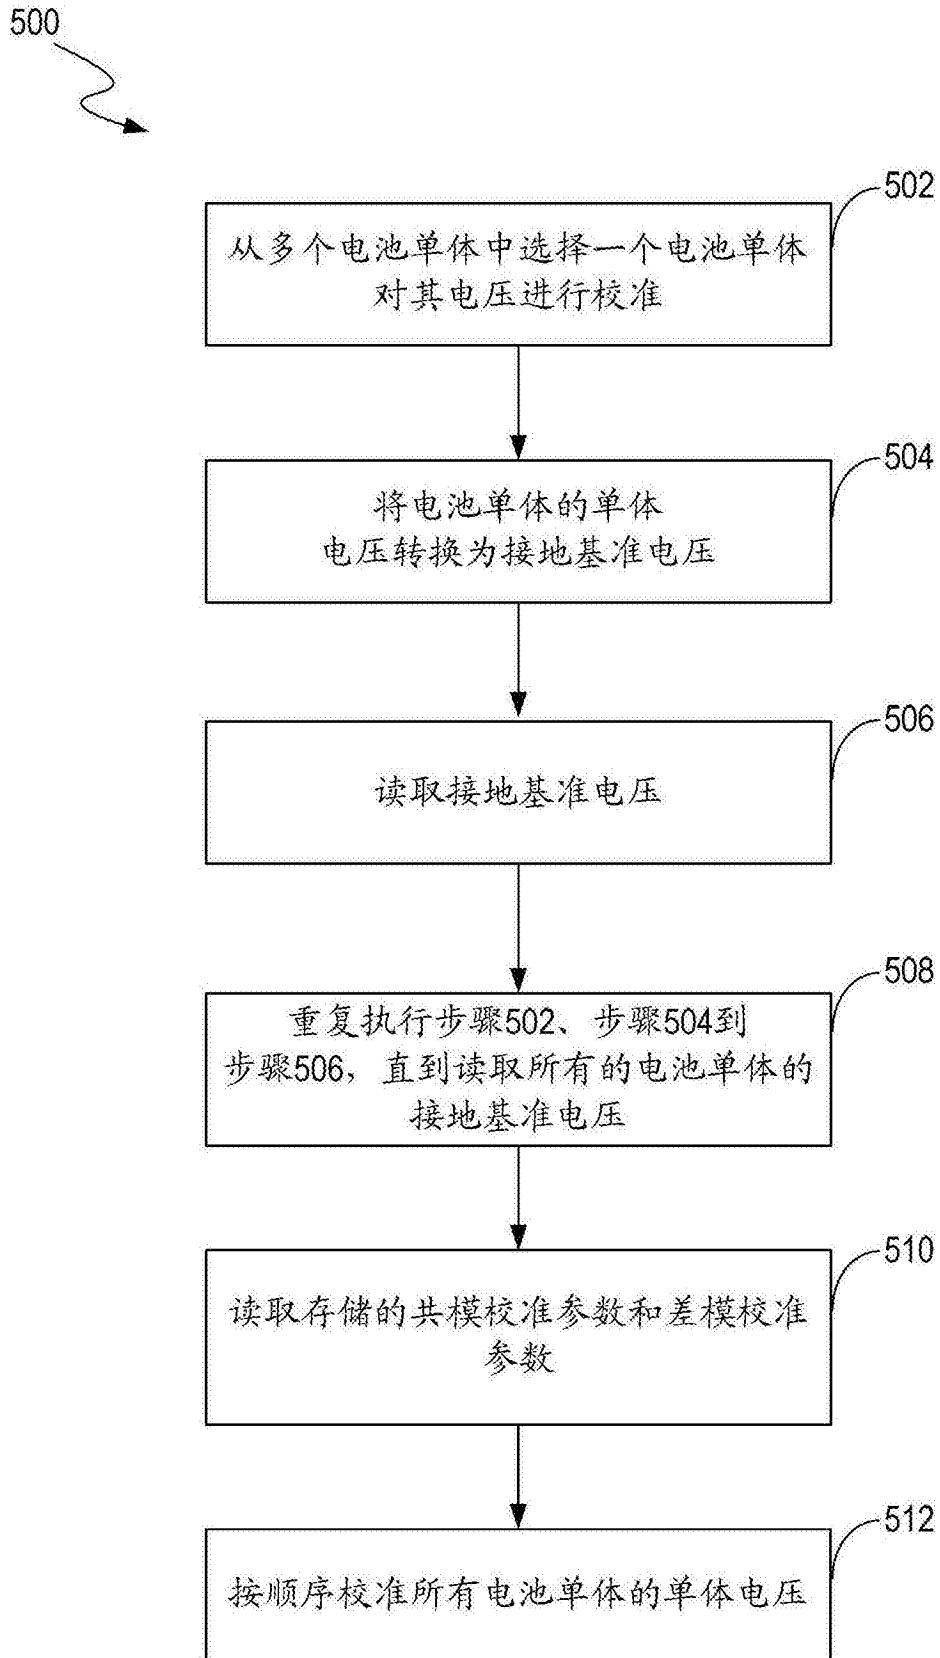 500
502
从多个电池单体中选择一个电池单体
对其电压进行校准
504
将电池单体的单体
电压转换为接地基准电压
506
读取接地基准电压
508
重复执行步骤502、步骤504到
步骤506，直到读取所有的电池单体的
接地基准电压
510
读取存储的共模校准参数和差模校准
参数
512
按顺序校准所有电池单体的单体电压